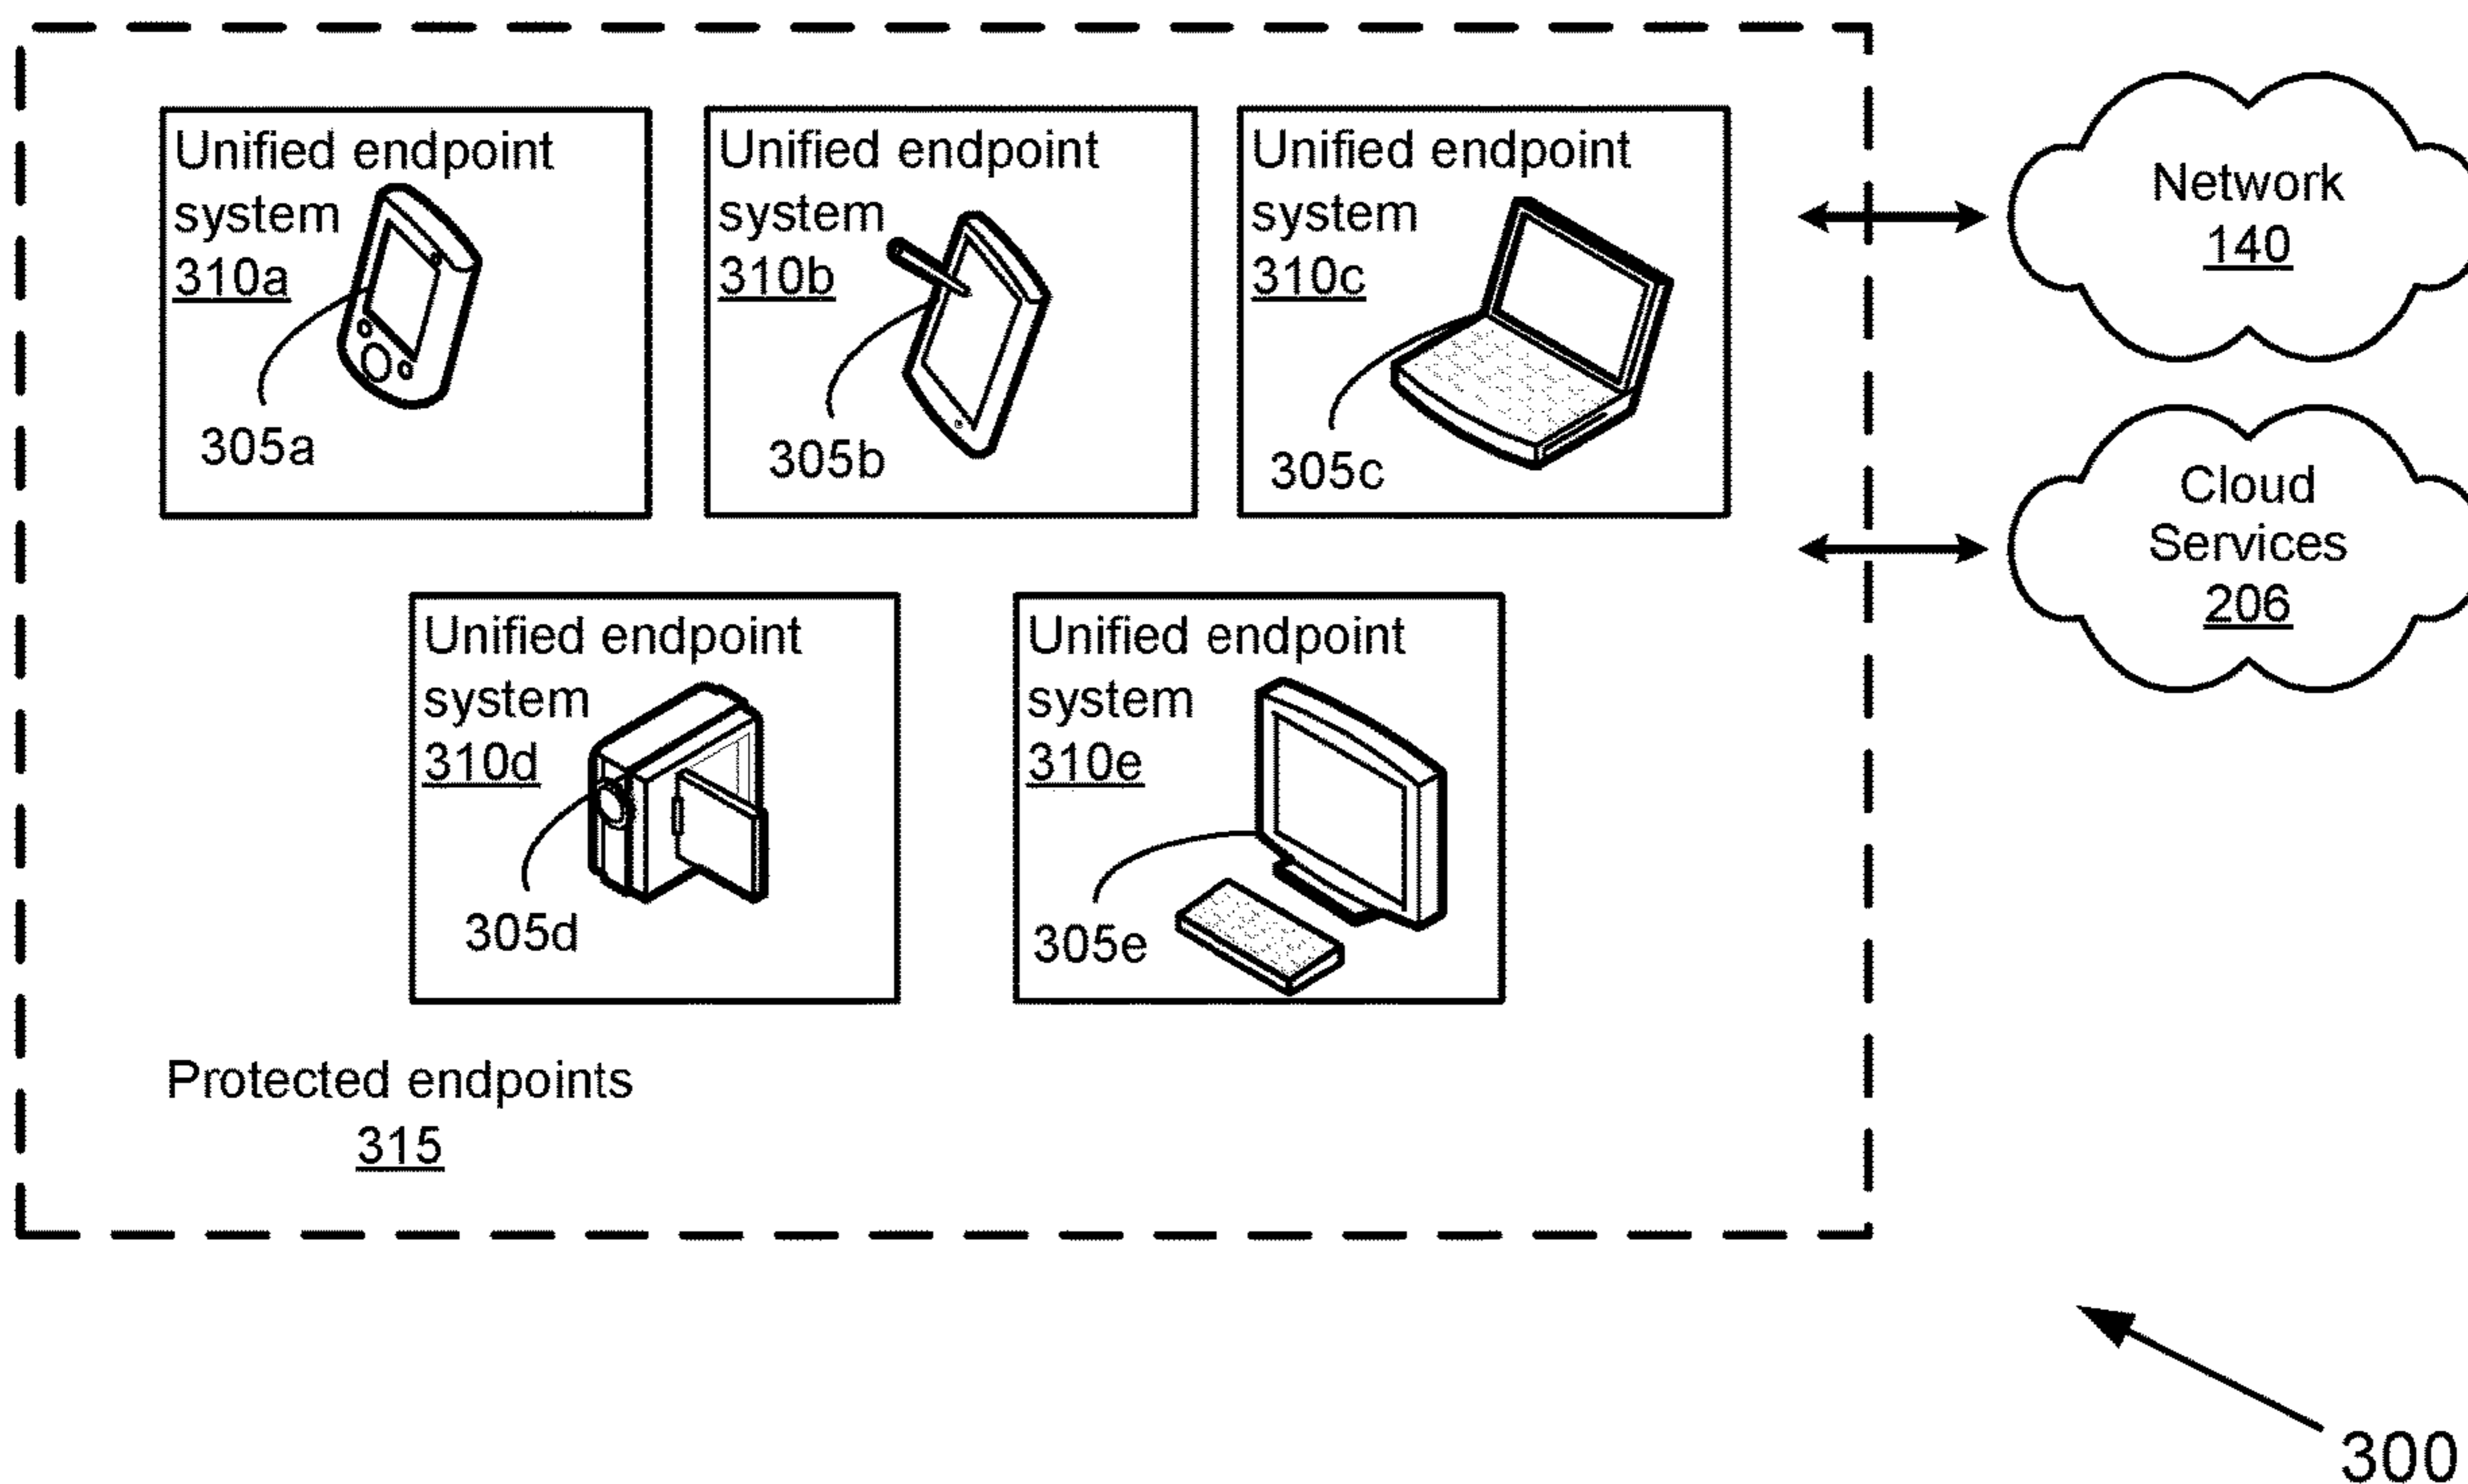 Unified endpoint
system
310a
305a
Unified endpoint
system
310b
305b
Unified endpoint
system
310c
305c
Unified endpoint
system
310d
305d
Unified endpoint
system
310e
305e
Protected endpoints
315
Network
140
Cloud
Services
206
300